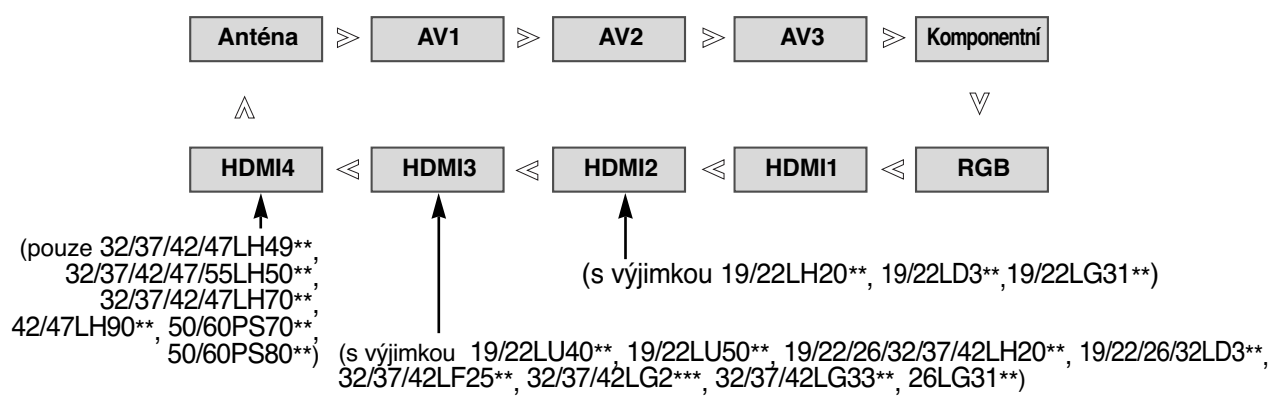 Anténa AV1 AV2 AV3 Komponentní
HDMI4 HDMI3 HDMI2 HDMI1 RGB
(pouze 32/37/42/47LH49**,
32/37/42/47/55LH50**,
32/37/42/47LH70**,
42/47LH90**, 50/60PS70**,
50/60PS80**)
(s výjimkou 19/22LH20**, 19/22LD3**,19/22LG31**)
(s výjimkou 19/22LU40**, 19/22LU50**, 19/22/26/32/37/42LH20**, 19/22/26/32LD3**,
32/37/42LF25**, 32/37/42LG2***, 32/37/42LG33**, 26LG31**)